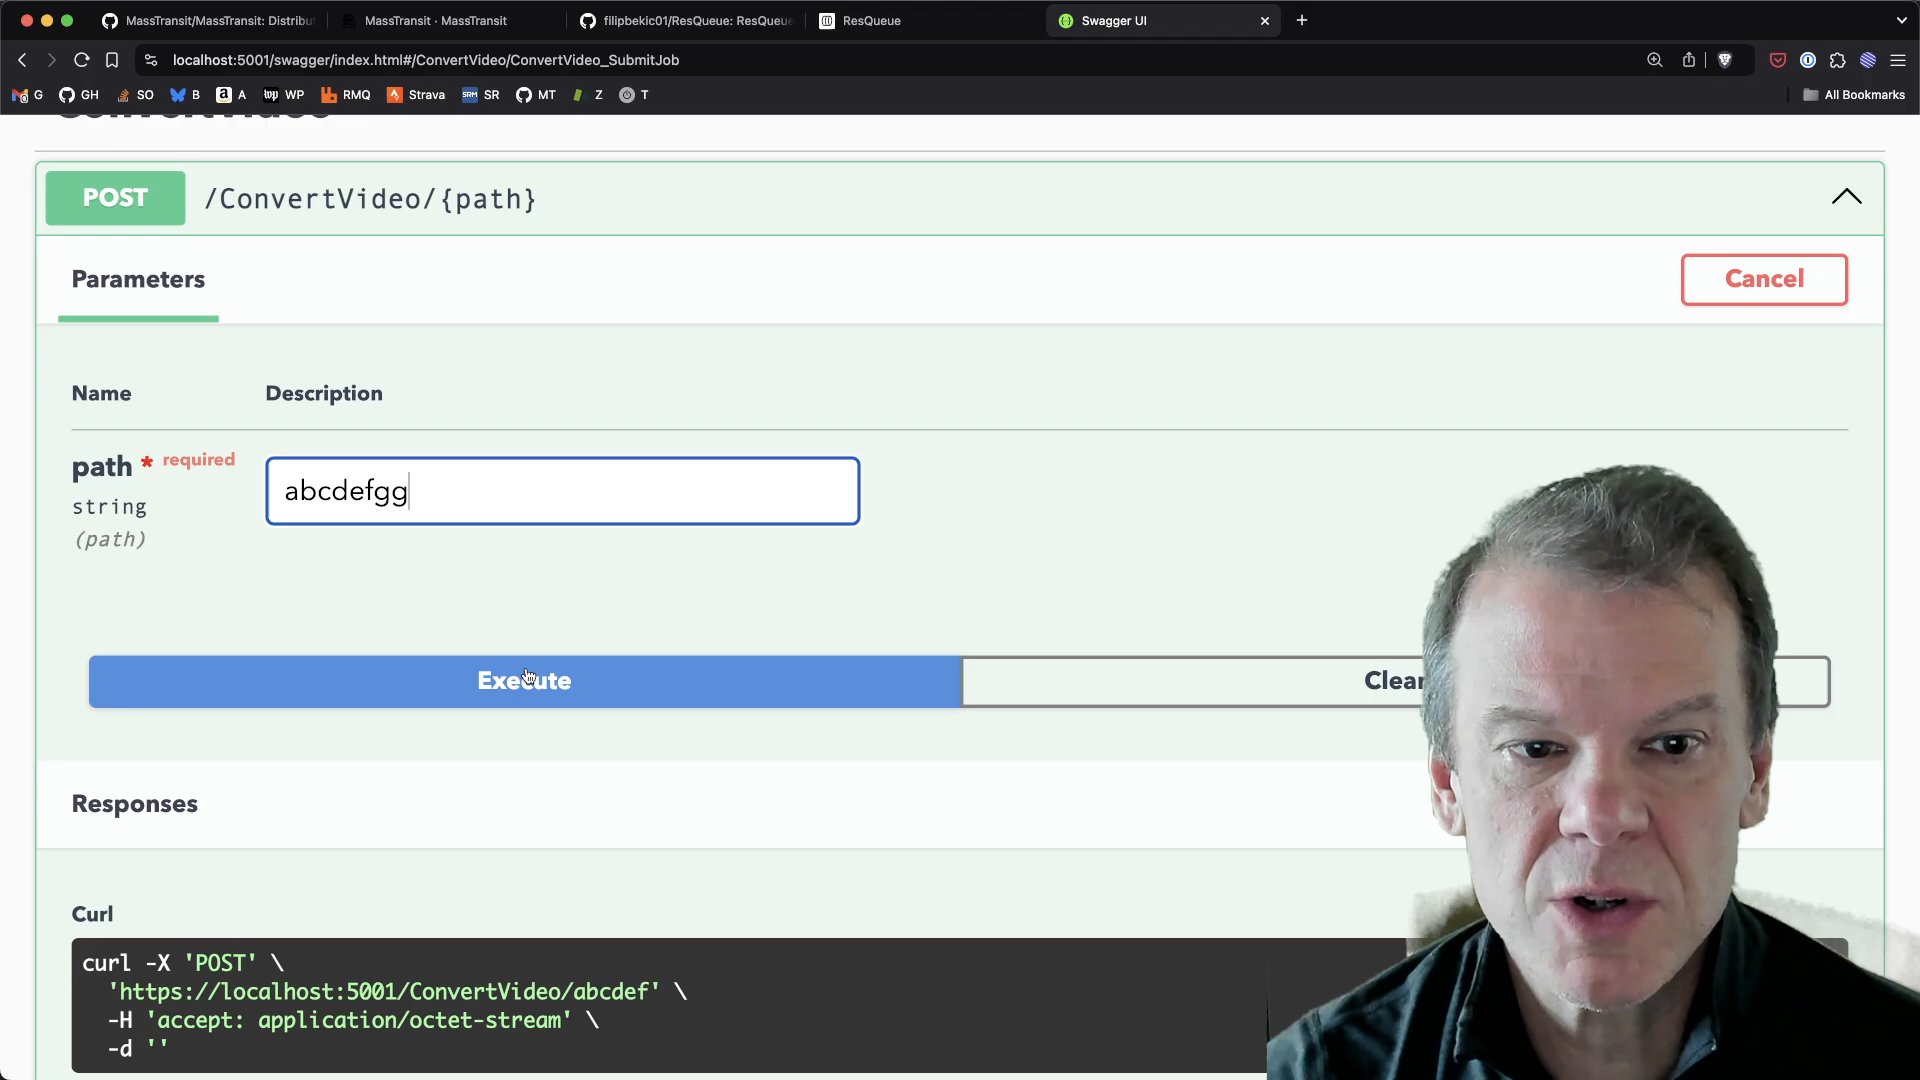 MassTransit/MassTransit: Distribu
MassTransit · MassTransit
filipbekic01/ResQueue: ResQueue
ResQueue
Swagger UI
localhost:5001/swagger/index.html#/ConvertVideo/ConvertVideo_SubmitJob
G GH SO B A WP RMQ Strava SR MT Z T
All Bookmarks
ConvertVideo
POST /ConvertVideo/{path}
Parameters
Cancel
Name Description
path * required
string
(path)
abcdefgg
Execute
Clear
Responses
Curl
curl -X 'POST' \
'https://localhost:5001/ConvertVideo/abcdef' \
-H 'accept: application/octet-stream' \
-d ''